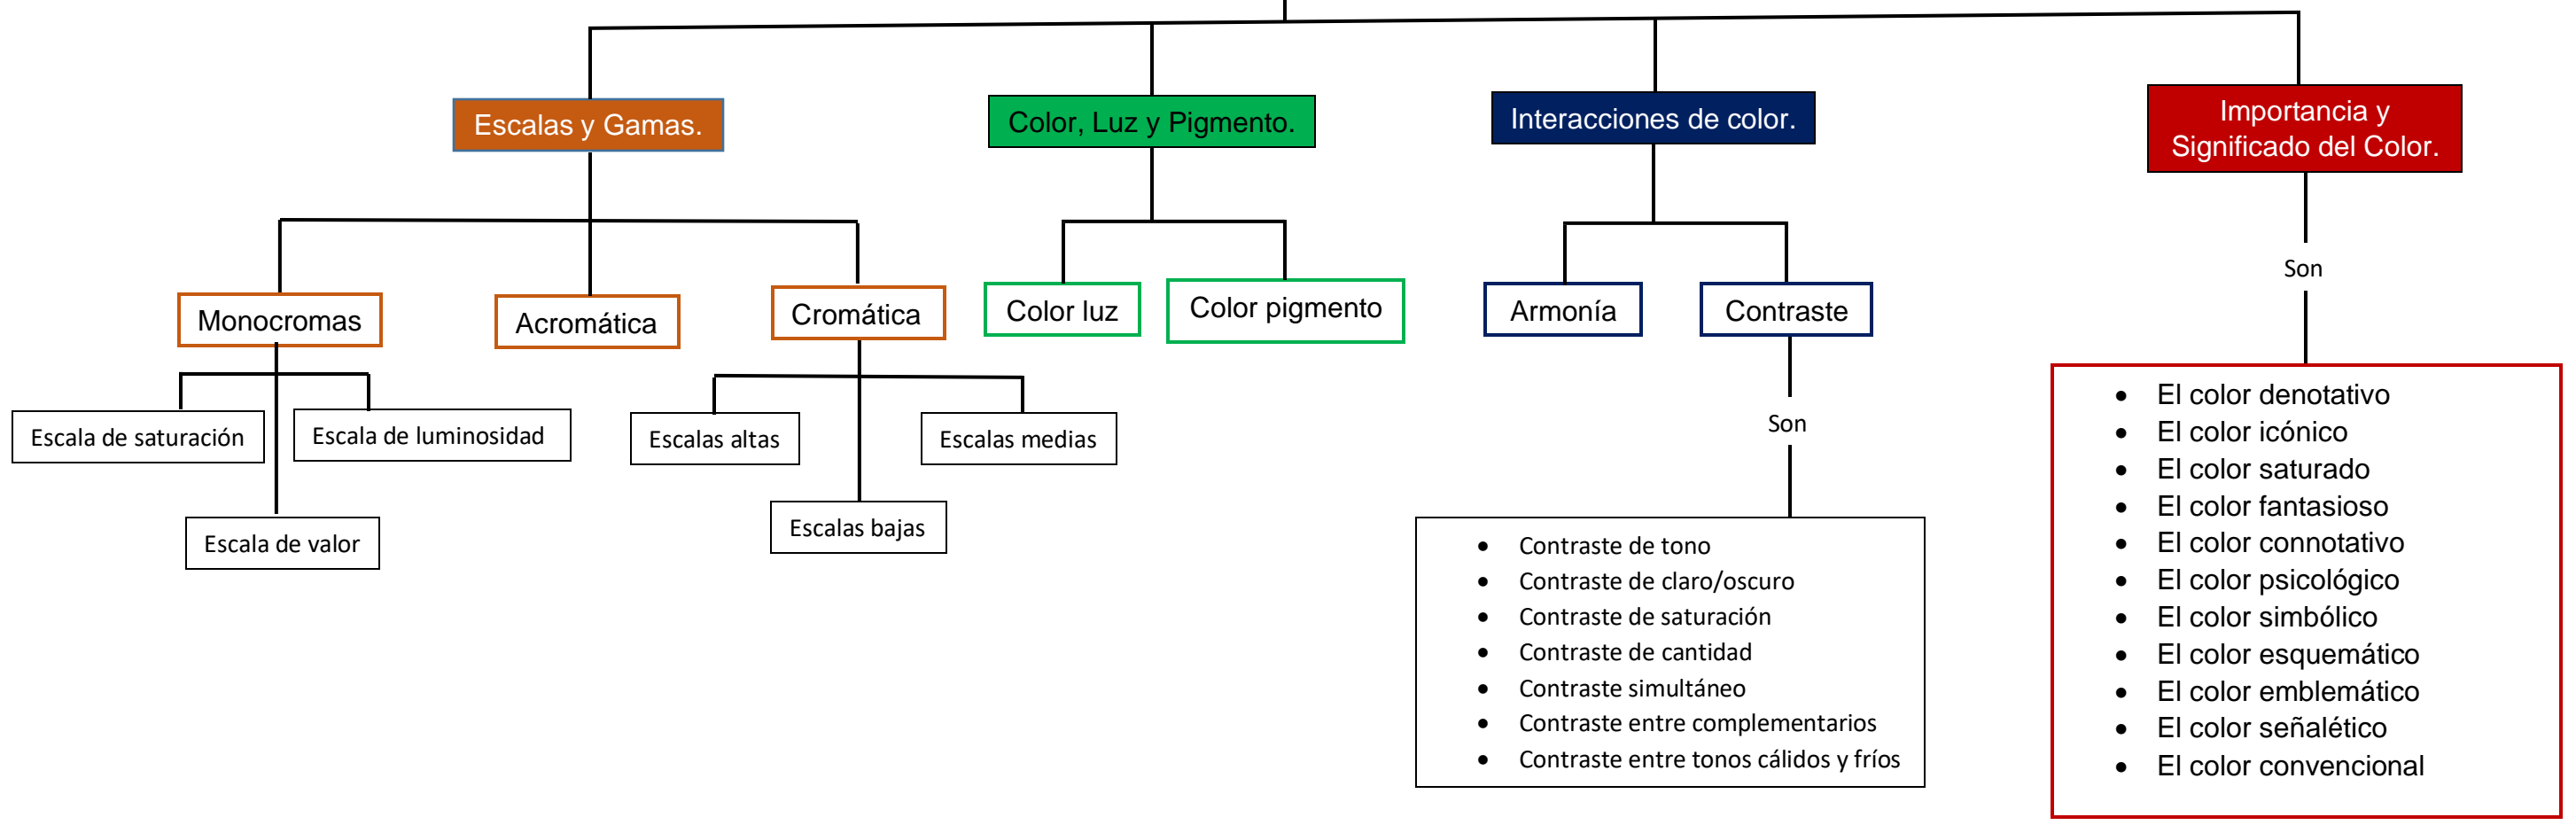 Escalas y Gamas.
Color, Luz y Pigmento.
Interacciones de color.
Importancia y
Significado del Color.
Son
Monocromas
Acromática
Cromática
Color luz
Color pigmento
Armonía
Contraste
Escala de saturación
Escala de luminosidad
Escala de valor
Escalas altas
Escalas medias
Escalas bajas
Son
• Contraste de tono
• Contraste de claro/oscuro
• Contraste de saturación
• Contraste de cantidad
• Contraste simultáneo
• Contraste entre complementarios
• Contraste entre tonos cálidos y fríos
• El color denotativo
• El color icónico
• El color saturado
• El color fantasioso
• El color connotativo
• El color psicológico
• El color simbólico
• El color esquemático
• El color emblemático
• El color señalético
• El color convencional